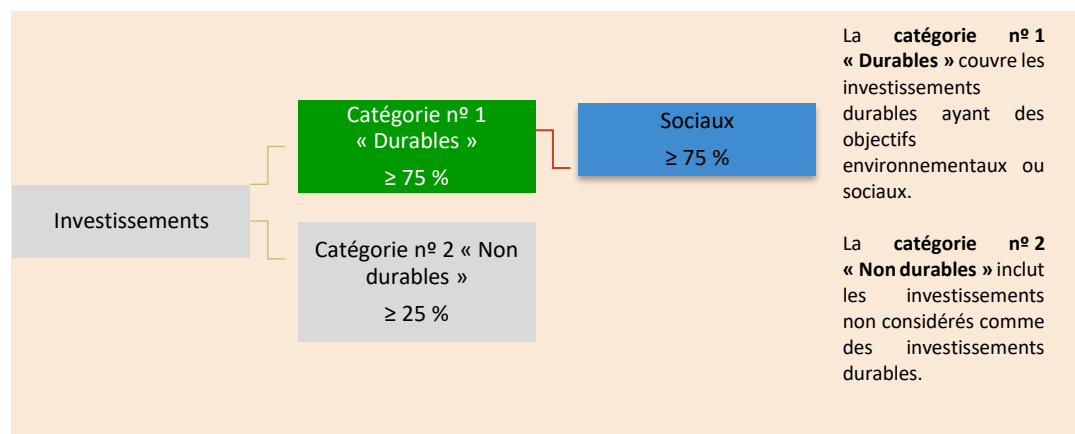 Investissements
Catégorie nº 1
« Durables »
≥ 75 %
Sociaux
≥ 75 %
Catégorie nº 2 « Non
durables »
≥ 25 %
La catégorie nº 1
« Durables » couvre les
investissements
durables ayant des
objectifs
environnementaux ou
sociaux.
La catégorie nº 2
« Non durables » inclut
les investissements
non considérés comme
des investissements
durables.